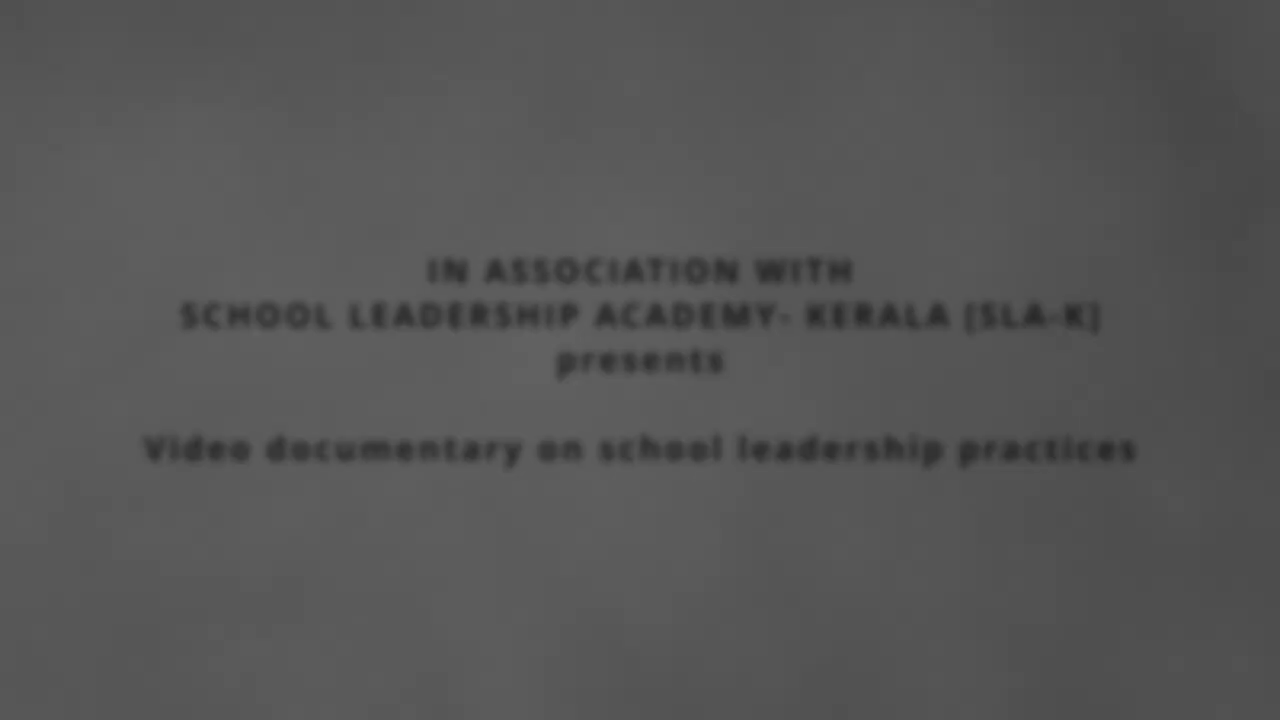 IN ASSOCIATION WITH
SCHOOL LEADERSHIP ACADEMY- KERALA [SLA-K]
presents
Video documentary on school leadership practices